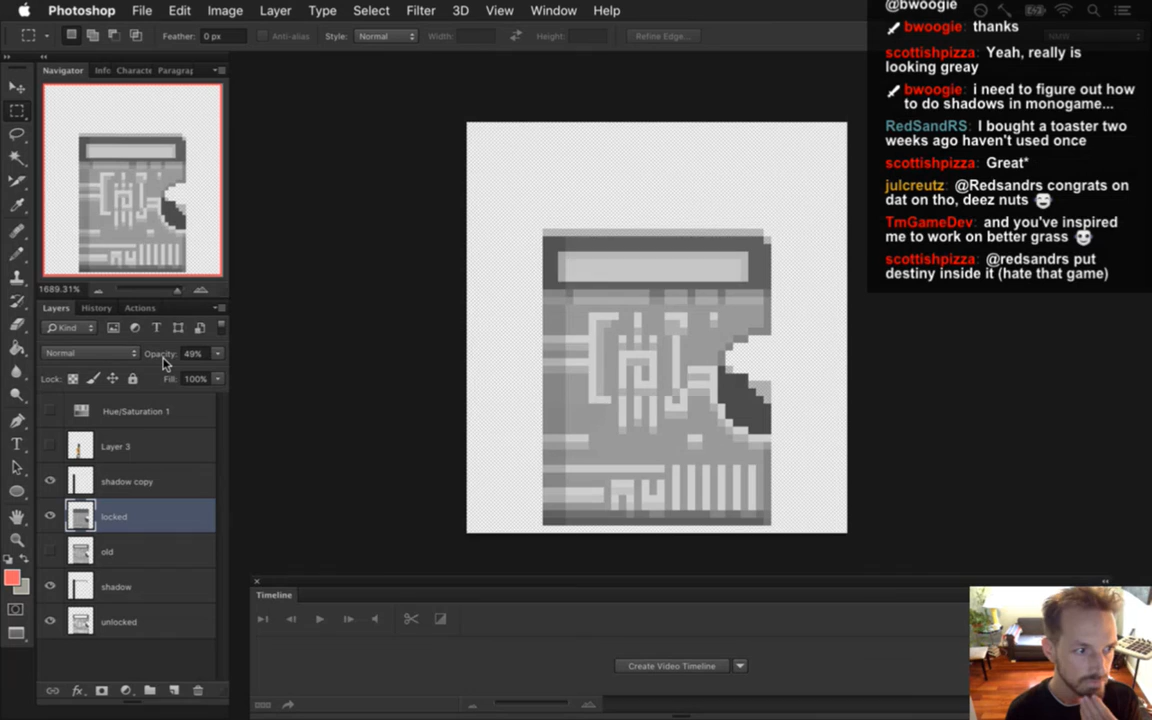 Photoshop File Edit Image Layer Type Select Filter 3D View Window Help
Feather: 0 px Anti-alias Style: Normal Width: Height: Refine Edge...
Navigator Info Characte Paragra
1689.31%
Layers History Actions
Kind
Normal Opacity: 49%
Lock: Fill: 100%
Hue/Saturation 1
Layer 3
shadow copy
locked
old
shadow
unlocked
Timeline
Create Video Timeline
@bwoogie
bwoogie: thanks
scottishpizza: Yeah, really is
looking greay
bwoogie: i need to figure out how
to do shadows in monogame...
RedSandRS: I bought a toaster two
weeks ago haven't used once
scottishpizza: Great*
julcreutz: @Redsandrs congrats on
dat on tho, deez nuts
TmGameDev: and you've inspired
me to work on better grass
scottishpizza: @redsandrs put
destiny inside it (hate that game)